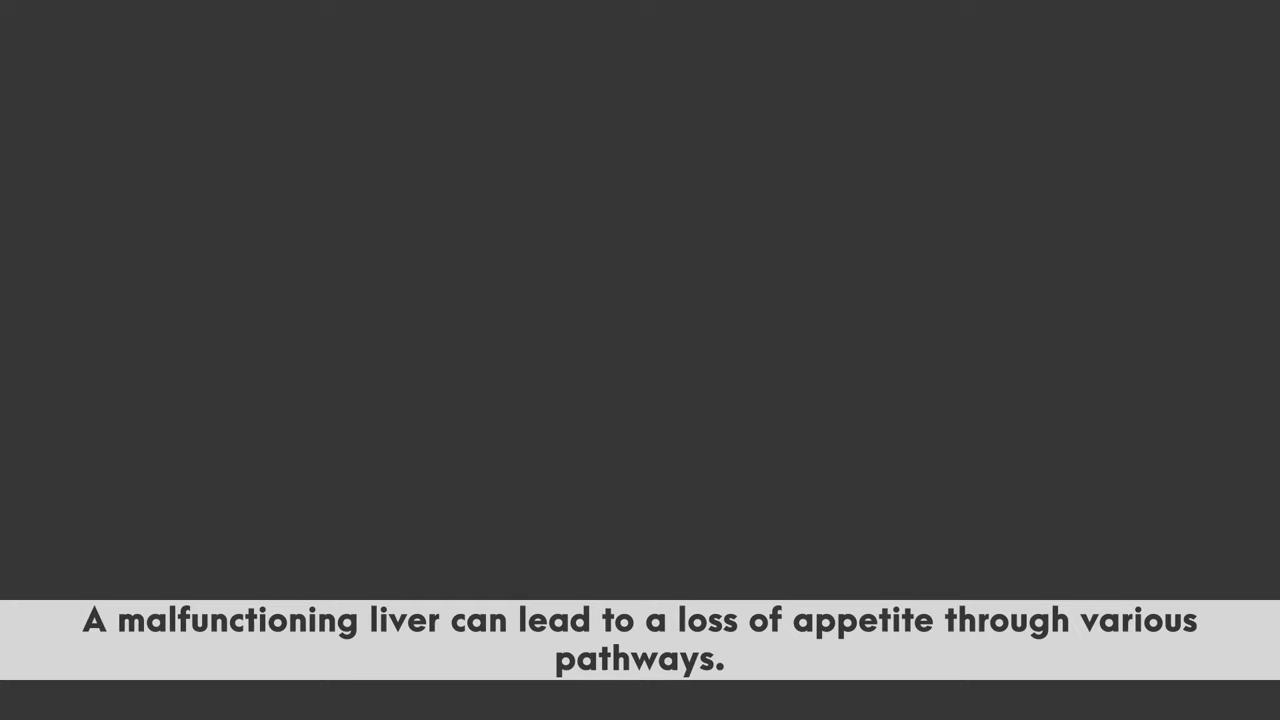 A malfunctioning liver can lead to a loss of appetite through various
pathways.